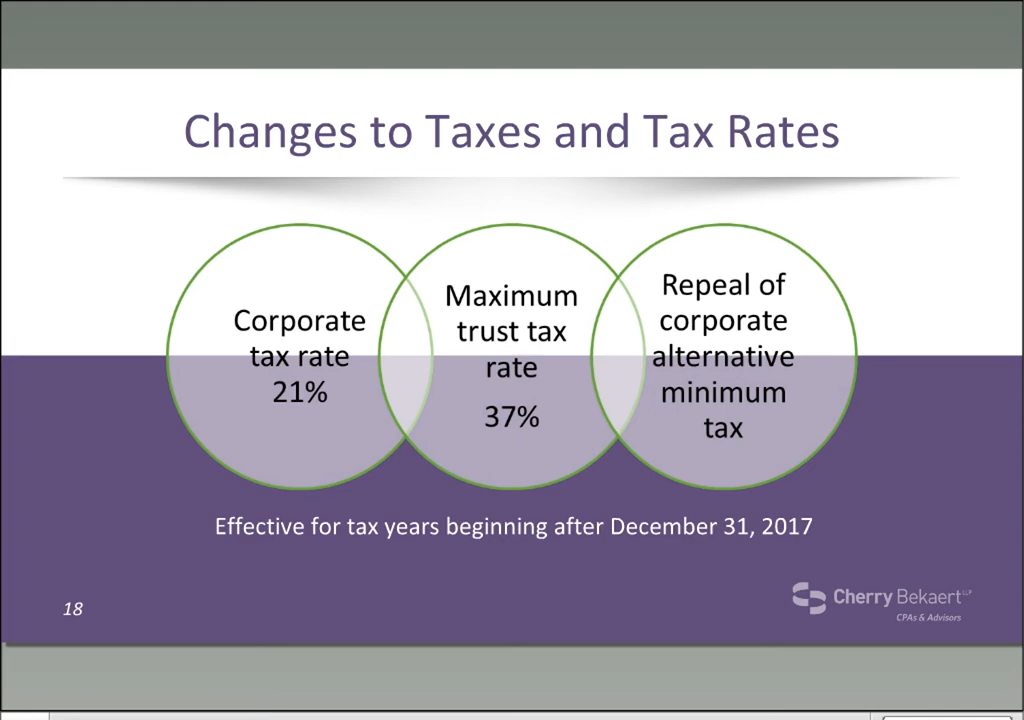 Changes to Taxes and Tax Rates
Corporate
tax rate
21%
Maximum
trust tax
rate
37%
Repeal of
corporate
alternative
minimum
tax
Effective for tax years beginning after December 31, 2017
18
Cherry Bekaert LLP
CPAs & Advisors